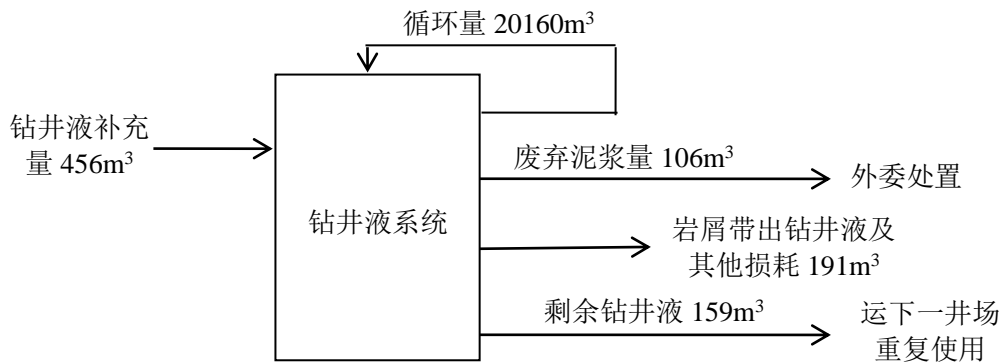 循环量 20160m³
钻井液补充
量 456m³
废弃泥浆量 106m³
外委处置
钻井液系统
岩屑带出钻井液及
其他损耗 191m³
剩余钻井液 159m³
运下一井场
重复使用